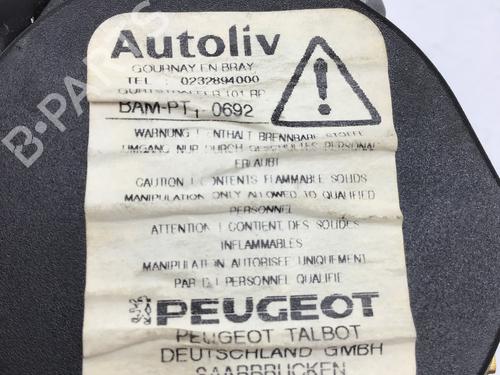 Autoliv
GOURNAY EN BRAY
TEL : 0232894000
BAM-PT1-0692
WARNUNG ! ENTHALT BRENNBARE STOFFE
UMGANG NUR DURCH GESCHULTES PERSONAL
ERLAUBT
CAUTION ! CONTENTS FLAMMABLE SOLIDS
MANIPULATION ONLY ALLOWED TO QUALIFIED
PERSONNEL
ATTENTION ! CONTIENT DES SOLIDES
INFLAMMABLES
MANIPULATION AUTORISEE UNIQUEMENT
PAR DU PERSONNEL QUALIFIE
PEUGEOT
PEUGEOT TALBOT
DEUTSCHLAND GMBH
SAARBRUCKEN
B-PARTS